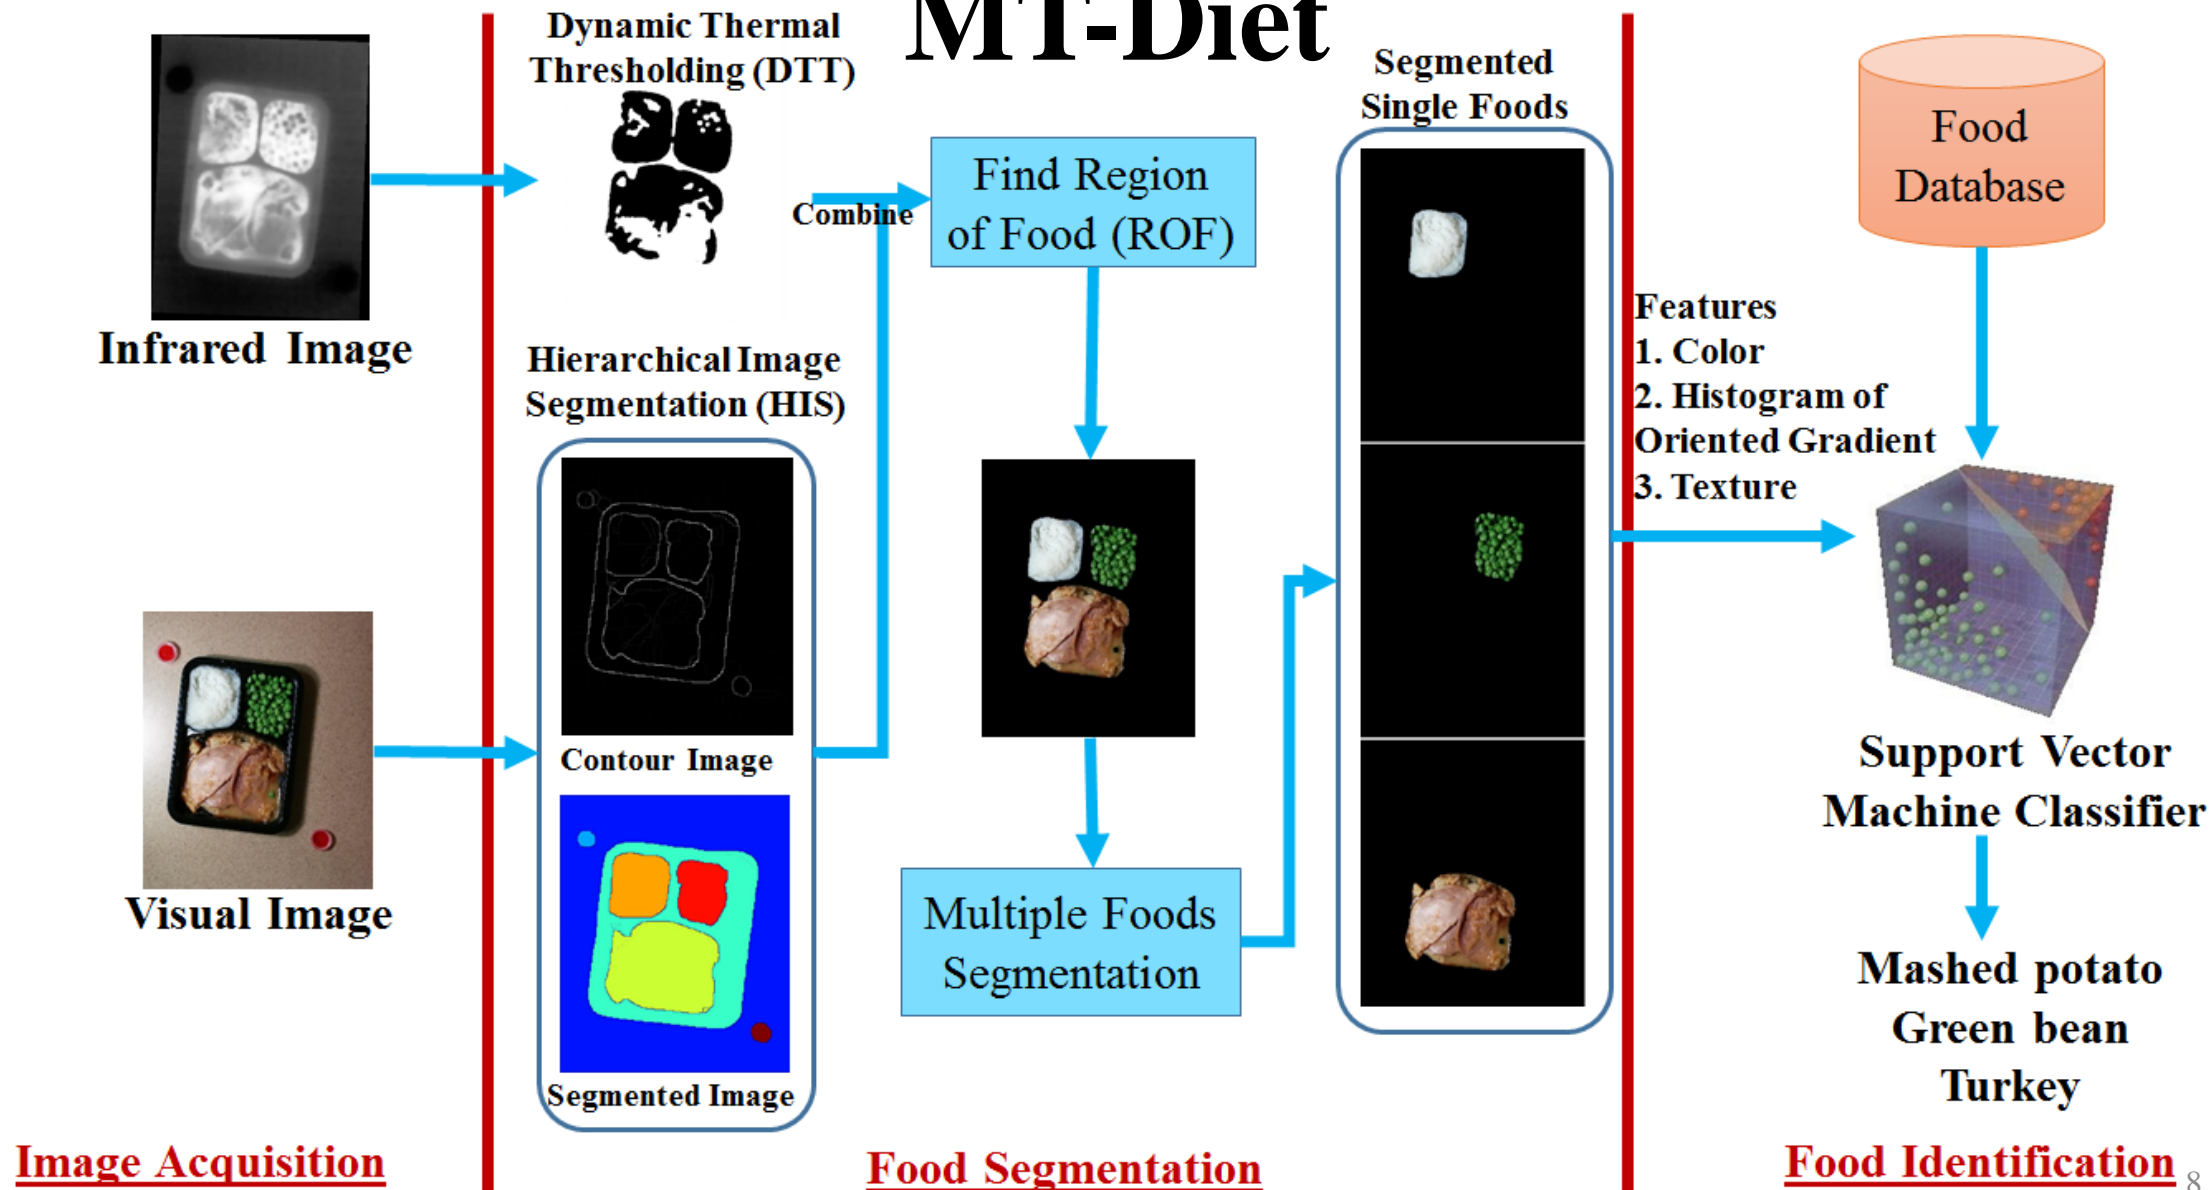 MT-Diet
Infrared Image
Visual Image
Image Acquisition
Dynamic Thermal
Thresholding (DTT)
Combine
Hierarchical Image
Segmentation (HIS)
Contour Image
Segmented Image
Find Region
of Food (ROF)
Multiple Foods
Segmentation
Segmented
Single Foods
Food Segmentation
Food
Database
Features
1. Color
2. Histogram of
Oriented Gradient
3. Texture
Support Vector
Machine Classifier
Mashed potato
Green bean
Turkey
Food Identification
8